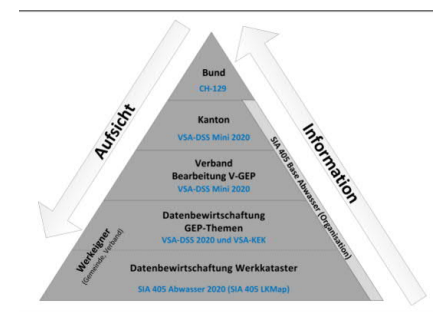 Bund
CH-129
Kanton
VSA-DSS Mini 2020
Verband
Bearbeitung V-GEP
VSA-DSS Mini 2020
Datenbewirtschaftung
GEP-Themen
VSA-DSS 2020 und VSA-KEK
Datenbewirtschaftung Werkkataster
SIA 405 Abwasser 2020 (SIA 405 LKMap)
Aufsicht
Information
SIA 405 Base Abwasser (Organisation)
Werkeigner
(Gemeinde, Verband)